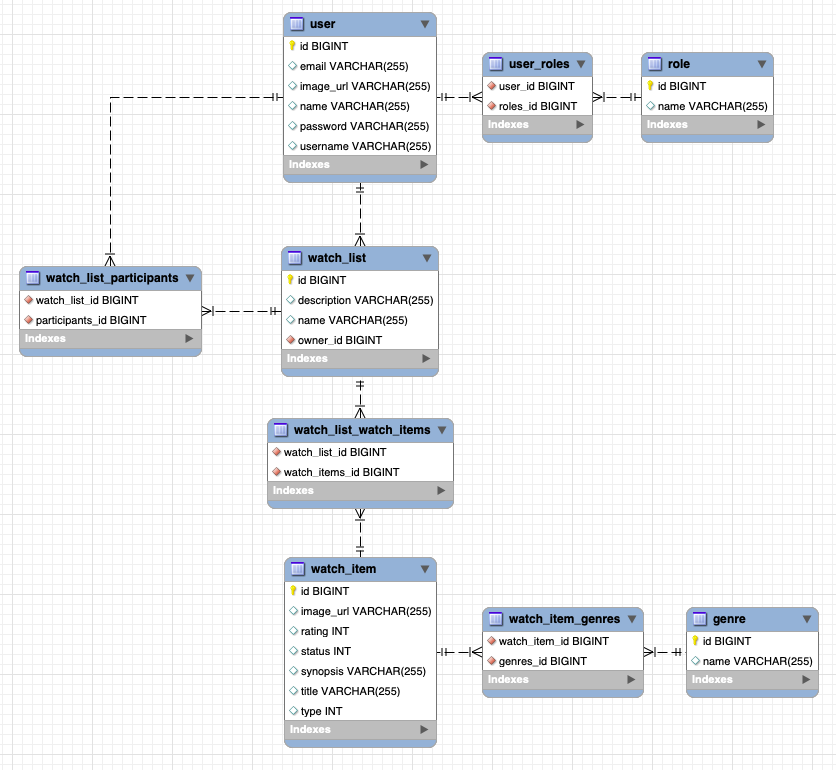 user
id BIGINT
email VARCHAR(255)
image_url VARCHAR(255)
name VARCHAR(255)
password VARCHAR(255)
username VARCHAR(255)
Indexes
user_roles
user_id BIGINT
roles_id BIGINT
Indexes
role
id BIGINT
name VARCHAR(255)
Indexes
watch_list_participants
watch_list_id BIGINT
participants_id BIGINT
Indexes
watch_list
id BIGINT
description VARCHAR(255)
name VARCHAR(255)
owner_id BIGINT
Indexes
watch_list_watch_items
watch_list_id BIGINT
watch_items_id BIGINT
Indexes
watch_item
id BIGINT
image_url VARCHAR(255)
rating INT
status INT
synopsis VARCHAR(255)
title VARCHAR(255)
type INT
Indexes
watch_item_genres
watch_item_id BIGINT
genres_id BIGINT
Indexes
genre
id BIGINT
name VARCHAR(255)
Indexes